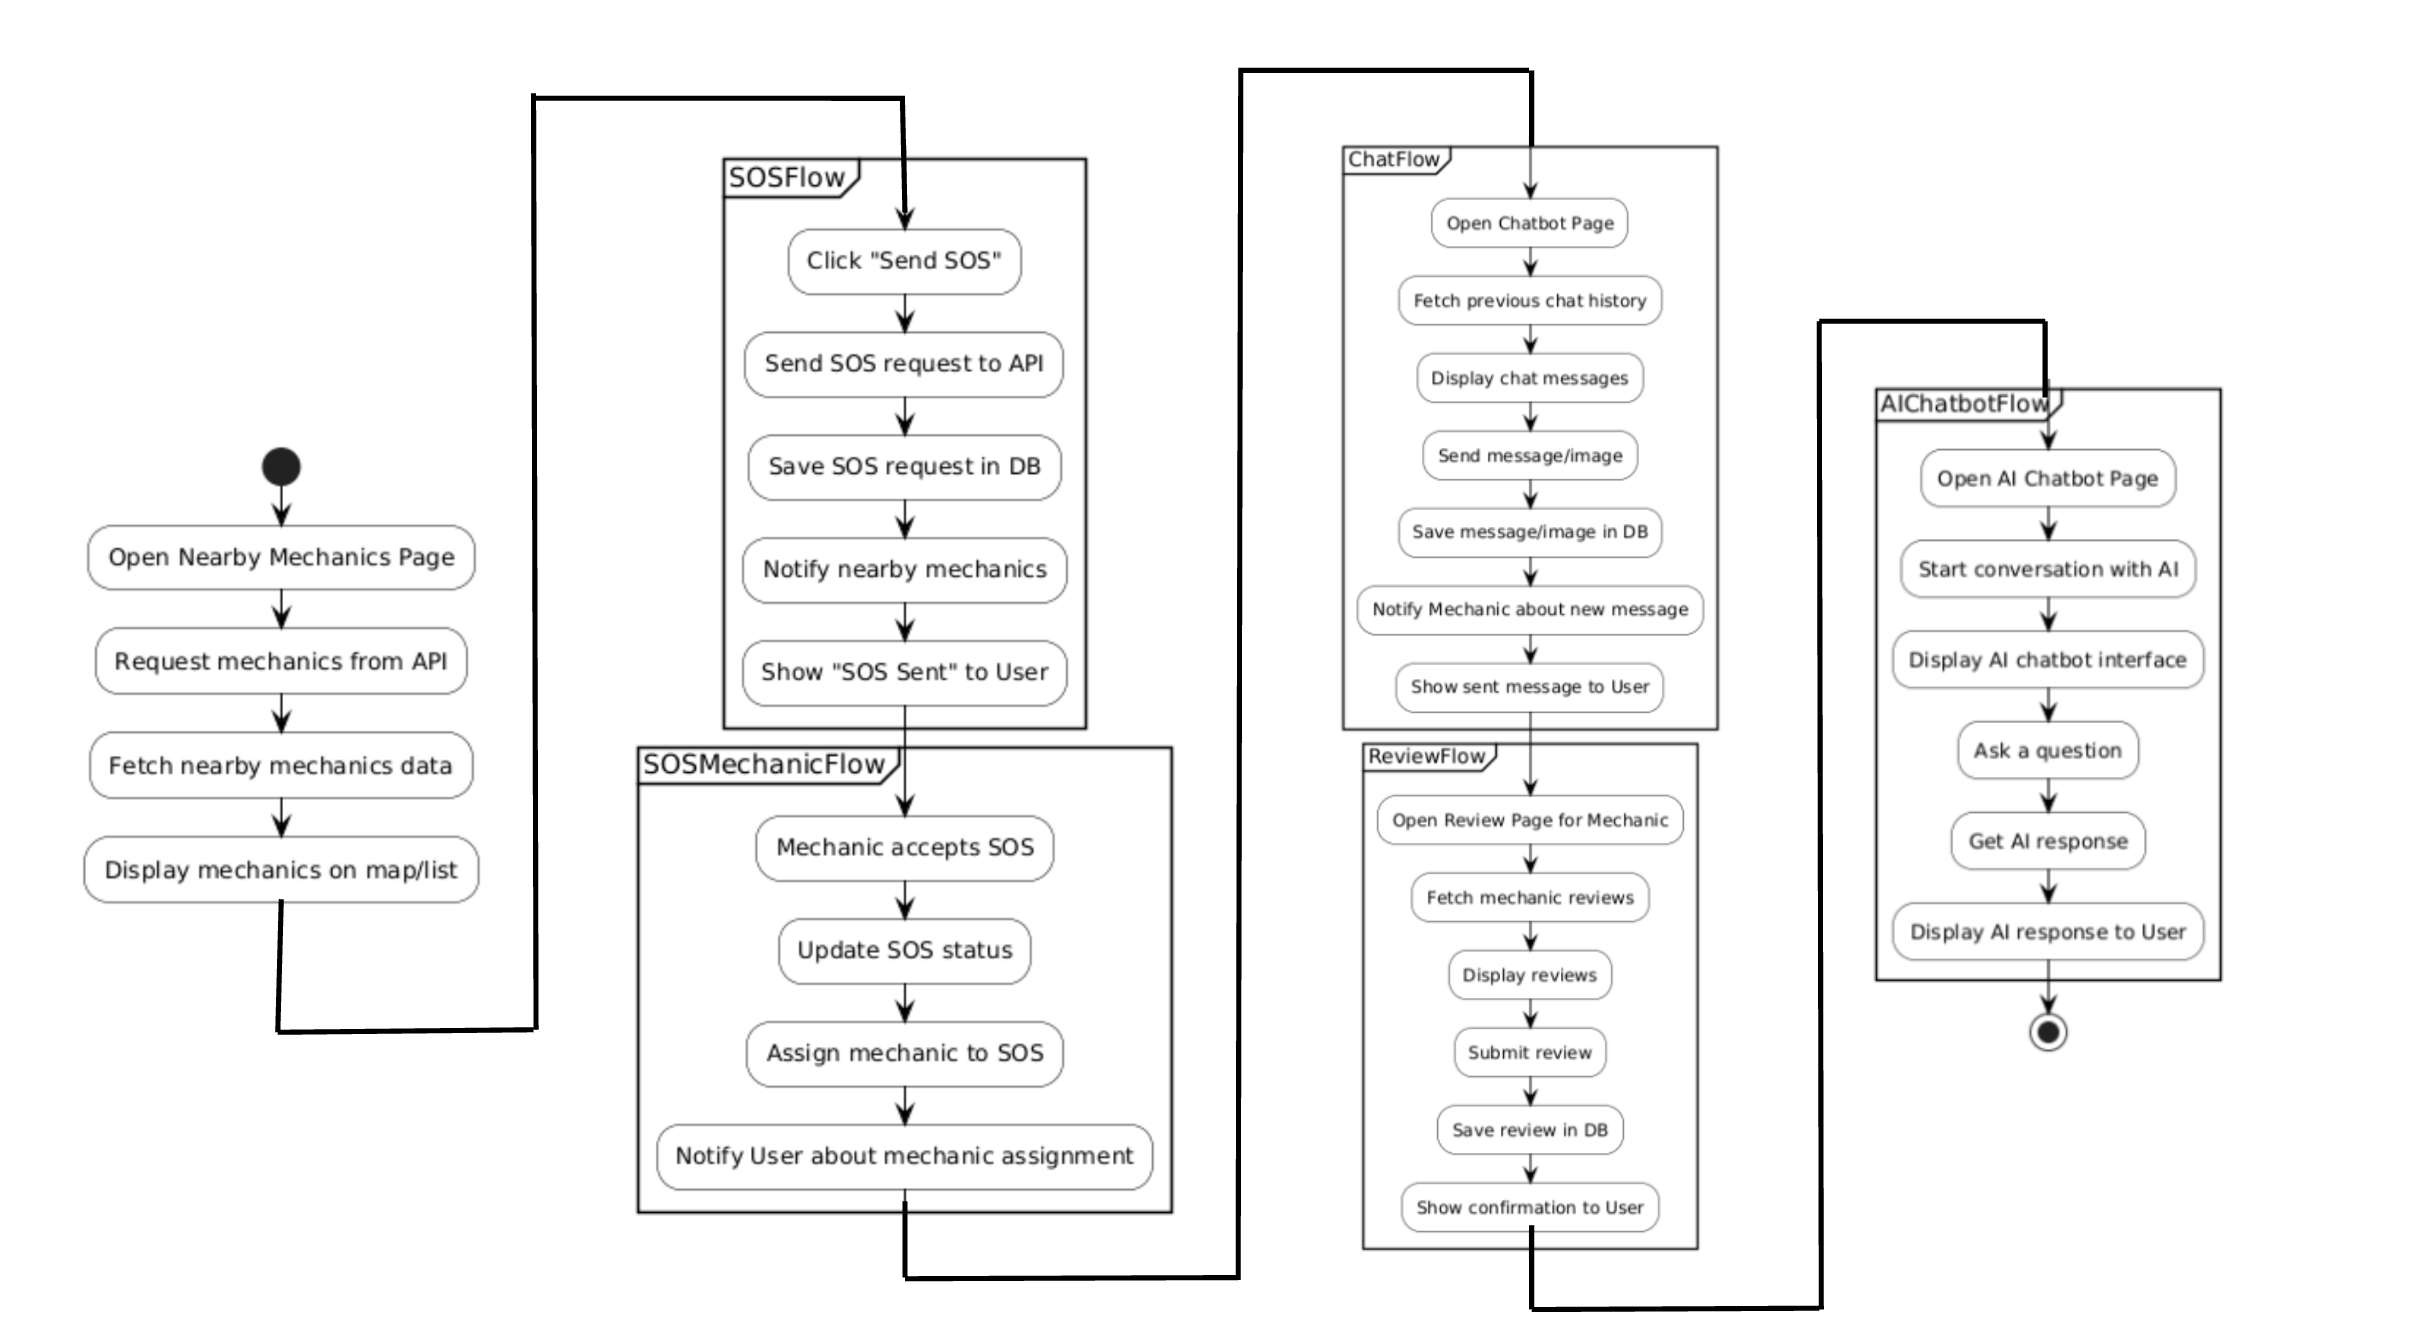 Open Nearby Mechanics Page
Request mechanics from API
Fetch nearby mechanics data
Display mechanics on map/list
SOSFlow
Click "Send SOS"
Send SOS request to API
Save SOS request in DB
Notify nearby mechanics
Show "SOS Sent" to User
SOSMechanicFlow
Mechanic accepts SOS
Update SOS status
Assign mechanic to SOS
Notify User about mechanic assignment
ChatFlow
Open Chatbot Page
Fetch previous chat history
Display chat messages
Send message/image
Save message/image in DB
Notify Mechanic about new message
Show sent message to User
ReviewFlow
Open Review Page for Mechanic
Fetch mechanic reviews
Display reviews
Submit review
Save review in DB
Show confirmation to User
AIChatbotFlow
Open AI Chatbot Page
Start conversation with AI
Display AI chatbot interface
Ask a question
Get AI response
Display AI response to User